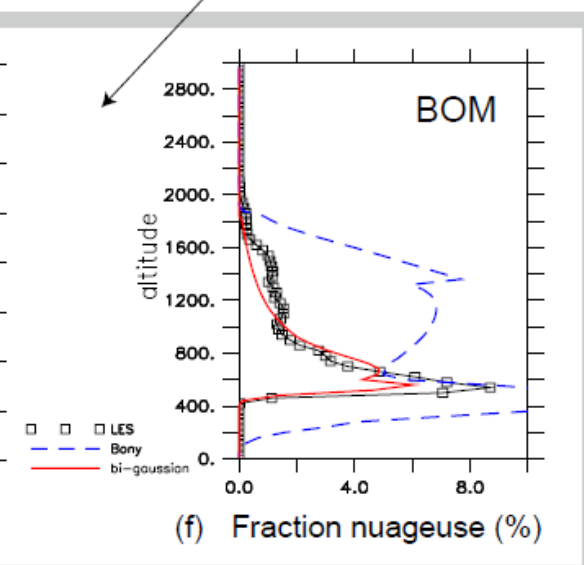 BOM
2800.
2400.
2000.
1600.
1200.
800.
400.
0.
altitude
0.0 4.0 8.0
LES
Bony
bi-gaussian
(f) Fraction nuageuse (%)